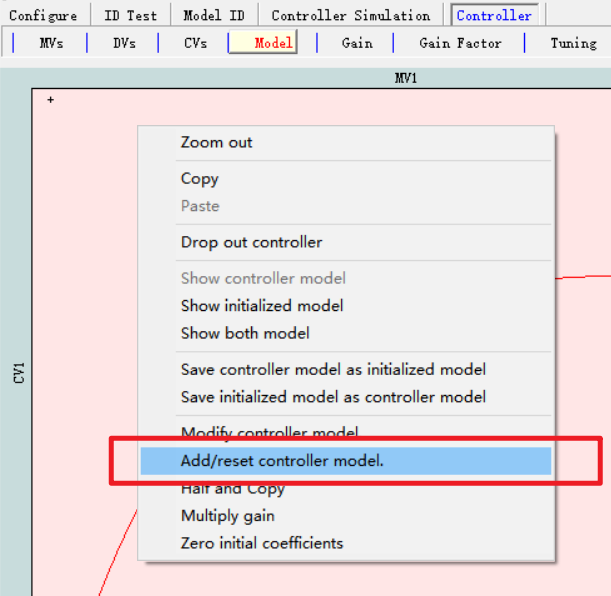 Configure ID Test Model ID Controller Simulation Controller
MVs DVs CVs Model Gain Gain Factor Tuning
MV1
+
CV1
Zoom out
Copy
Paste
Drop out controller
Show controller model
Show initialized model
Show both model
Save controller model as initialized model
Save initialized model as controller model
Modify controller model
Add/reset controller model.
Half and Copy
Multiply gain
Zero initial coefficients